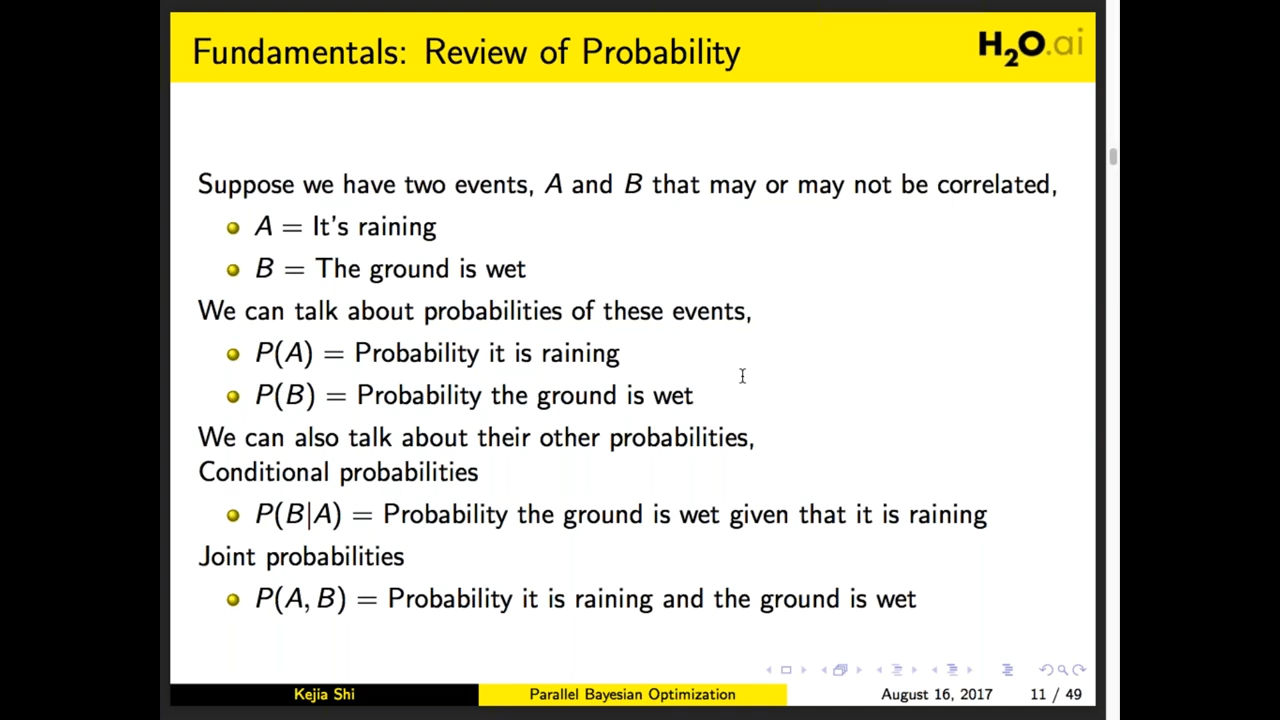 Fundamentals: Review of Probability
H2O.ai
Suppose we have two events, A and B that may or may not be correlated,
A = It's raining
B = The ground is wet
We can talk about probabilities of these events,
P(A) = Probability it is raining
P(B) = Probability the ground is wet
We can also talk about their other probabilities,
Conditional probabilities
P(B|A) = Probability the ground is wet given that it is raining
Joint probabilities
P(A, B) = Probability it is raining and the ground is wet
Kejia Shi
Parallel Bayesian Optimization
August 16, 2017
11 / 49